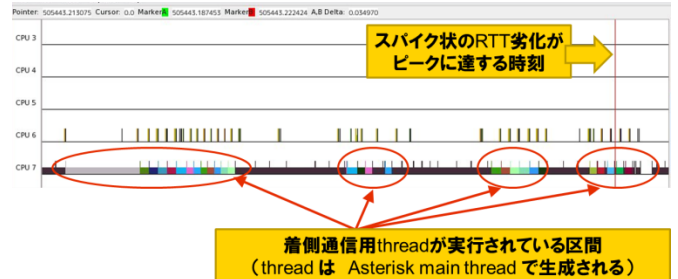 Pointer: 505443.213075 Cursor: 0.0 Marker A 505443.187453 Marker B 505443.222424 A,B Delta: 0.034970
CPU 3
スパイク状のRTT劣化が
ピークに達する時刻
CPU 4
CPU 5
CPU 6
CPU 7
着側通信用threadが実行されている区間
（thread は Asterisk main thread で生成される）